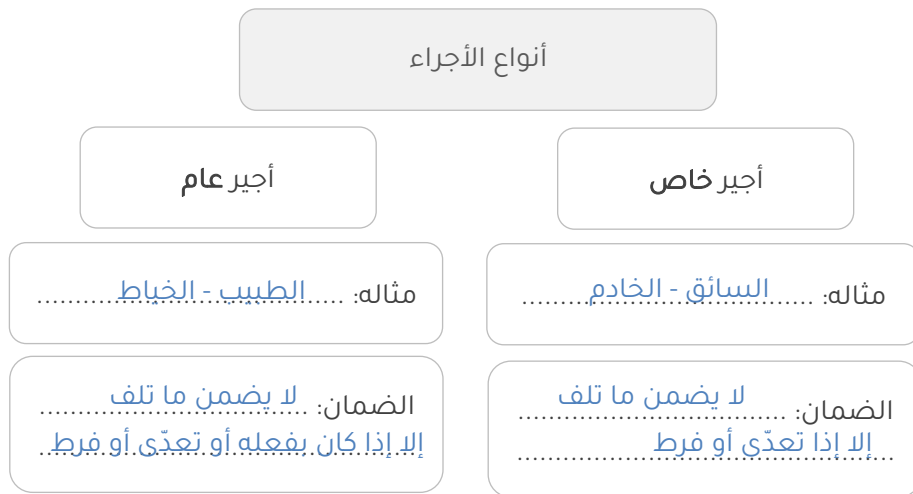 أنواع الأجراء
أجير خاص
أجير عام
مثاله: السائق - الخادم
مثاله: الطبيب - الخياط
الضمان: لا يضمن ما تلف
إلا إذا تعدّى أو فرط
الضمان: لا يضمن ما تلف
إلا إذا كان بفعله أو تعدّى أو فرط